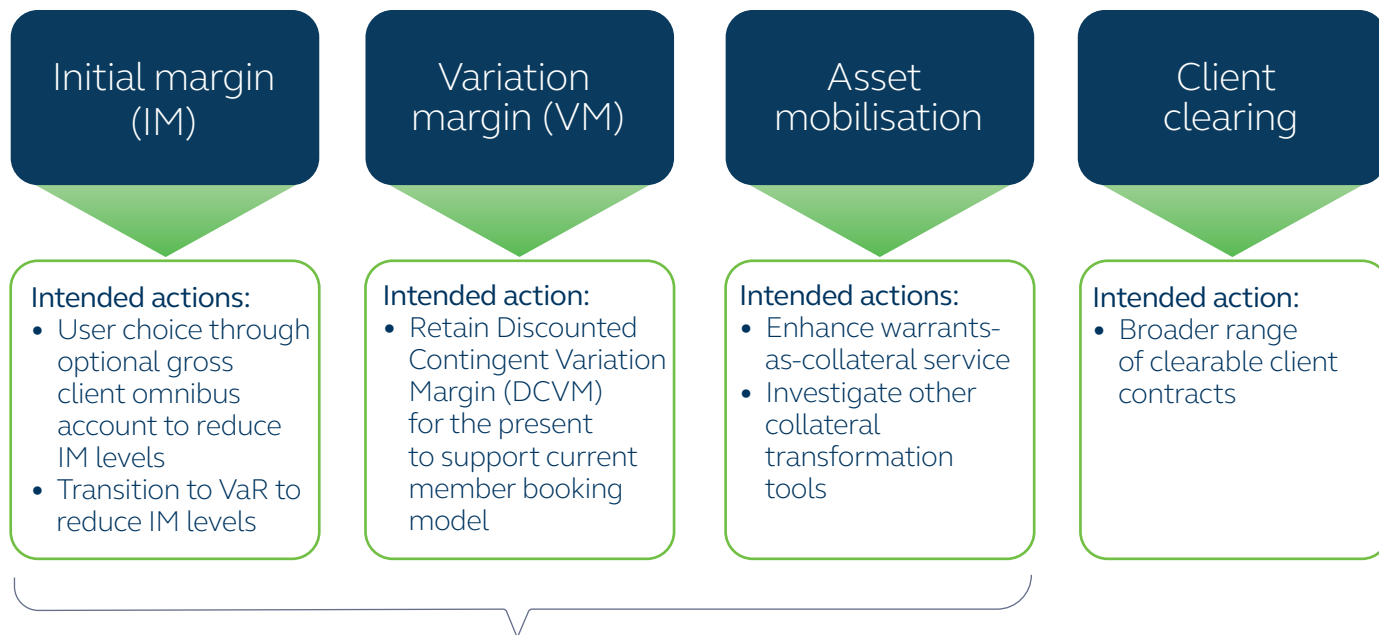 Initial margin
(IM)
Intended actions:
• User choice through
optional gross
client omnibus
account to reduce
IM levels
• Transition to VaR to
reduce IM levels
Variation
margin (VM)
Intended action:
• Retain Discounted
Contingent Variation
Margin (DCVM)
for the present
to support current
member booking
model
Asset
mobilisation
Intended actions:
• Enhance warrants-
as-collateral service
• Investigate other
collateral
transformation
tools
Client
clearing
Intended action:
• Broader range
of clearable client
contracts